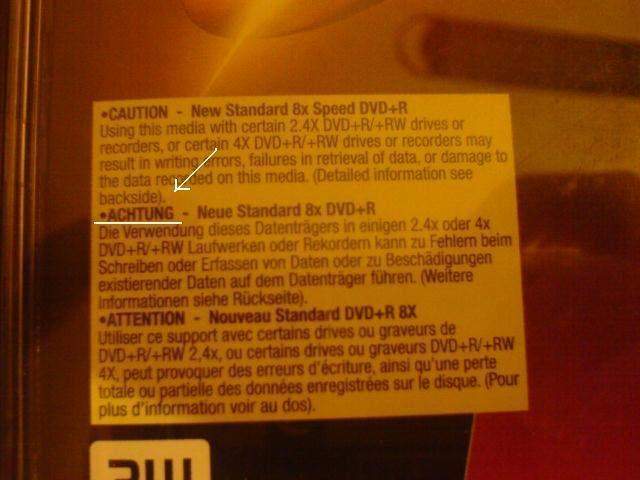 •CAUTION - New Standard 8x Speed DVD+R
Using this media with certain 2.4X DVD+R/+RW drives or
recorders, or certain 4X DVD+R/+RW drives or recorders may
result in writing errors, failures in retrieval of data, or damage to
the data recorded on this media. (Detailed information see
backside).
•ACHTUNG - Neue Standard 8x DVD+R
Die Verwendung dieses Datenträgers in einigen 2.4x oder 4x
DVD+R/+RW Laufwerken oder Rekordern kann zu Fehlern beim
Schreiben oder Erfassen von Daten oder zu Beschädigungen
existierender Daten auf dem Datenträger führen. (Weitere
Informationen siehe Rückseite).
•ATTENTION - Nouveau Standard DVD+R 8X
Utiliser ce support avec certains drives ou graveurs de
DVD+R/+RW 2,4x, ou certains drives ou graveurs DVD+R/+RW
4X, peut provoquer des erreurs d'écriture, ainsi qu'une perte
totale ou partielle des données enregistrées sur le disque. (Pour
plus d'information voir au dos).